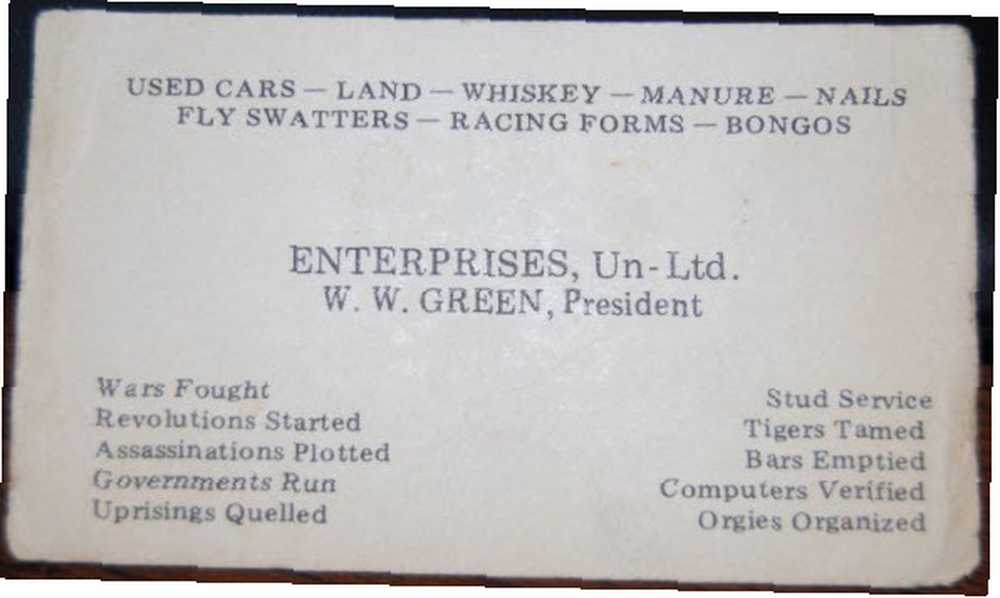 USED CARS — LAND — WHISKEY — MANURE — NAILS
FLY SWATTERS — RACING FORMS — BONGOS
ENTERPRISES, Un-Ltd.
W. W. GREEN, President
Wars Fought
Revolutions Started
Assassinations Plotted
Governments Run
Uprisings Quelled
Stud Service
Tigers Tamed
Bars Emptied
Computers Verified
Orgies Organized